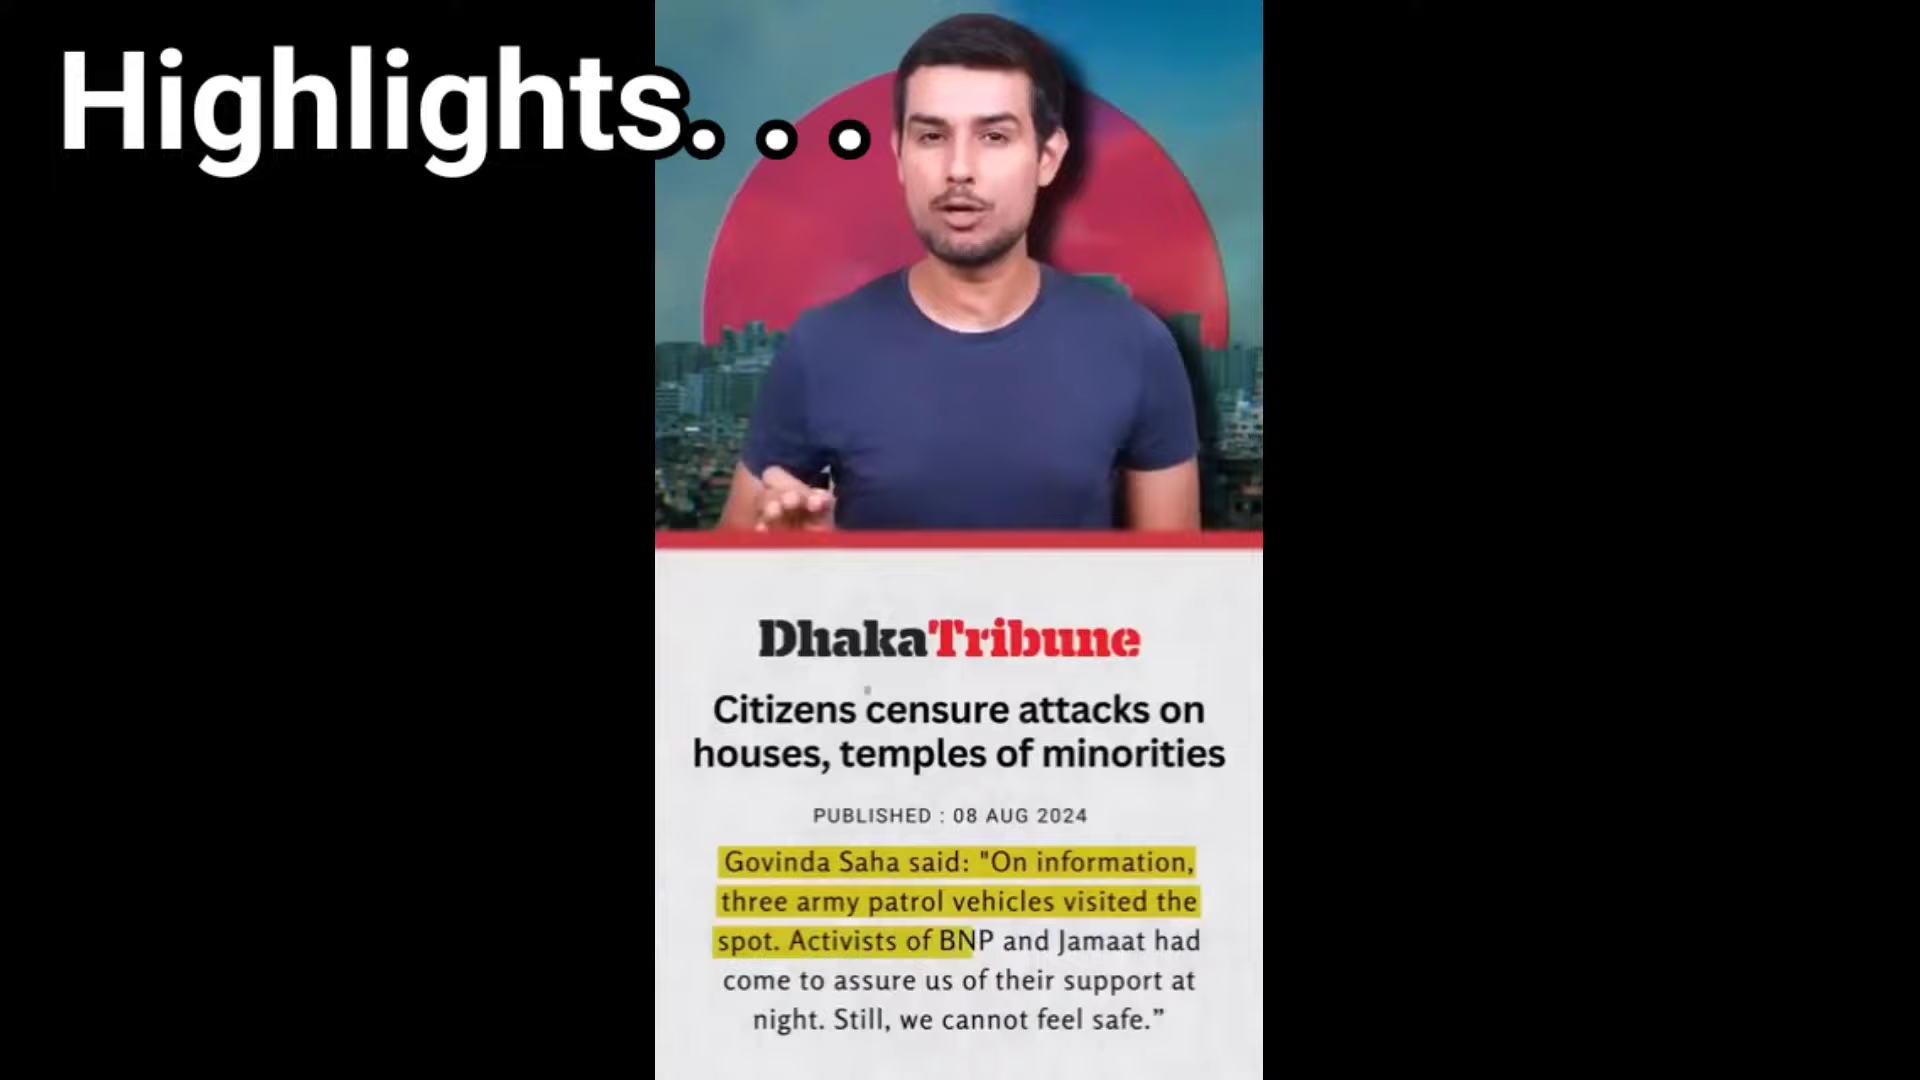 Highlights...
DhakaTribune
Citizens censure attacks on
houses, temples of minorities
PUBLISHED : 08 AUG 2024
Govinda Saha said: "On information,
three army patrol vehicles visited the
spot. Activists of BNP and Jamaat had
come to assure us of their support at
night. Still, we cannot feel safe.”